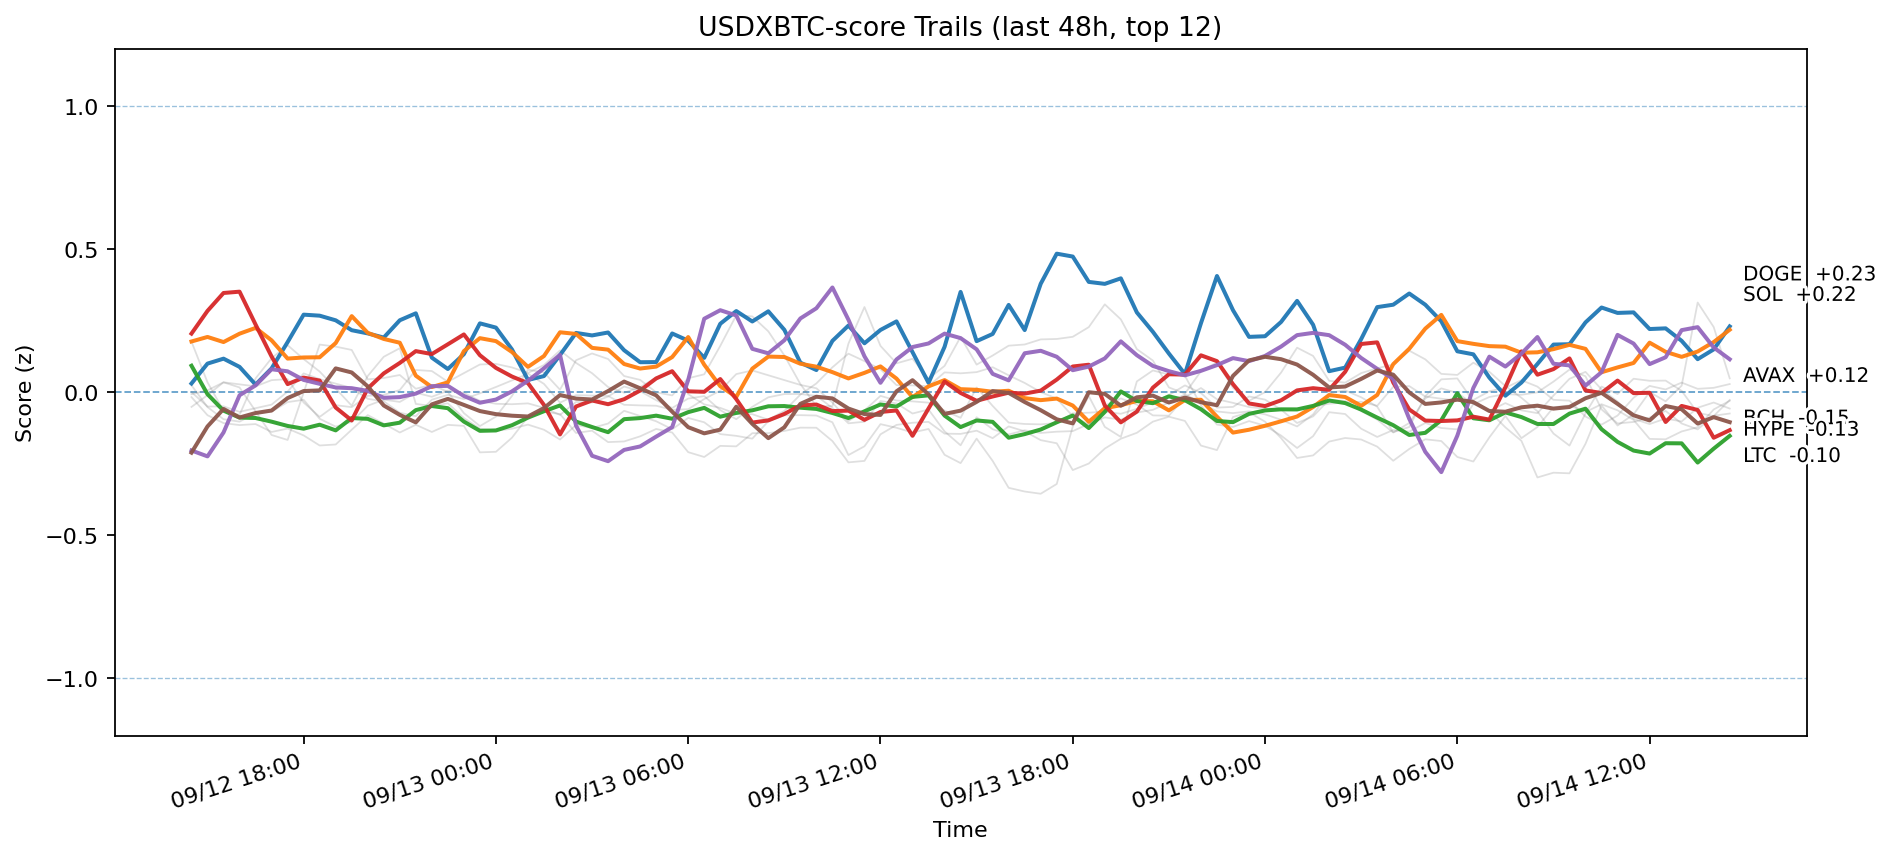 USDXBTC-score Trails (last 48h, top 12)
Score (z)
1.0
0.5
0.0
−0.5
−1.0
DOGE +0.23
SOL +0.22
AVAX +0.12
BCH -0.15
HYPE -0.13
LTC -0.10
09/12 18:00
09/13 00:00
09/13 06:00
09/13 12:00
09/13 18:00
09/14 00:00
09/14 06:00
09/14 12:00
Time